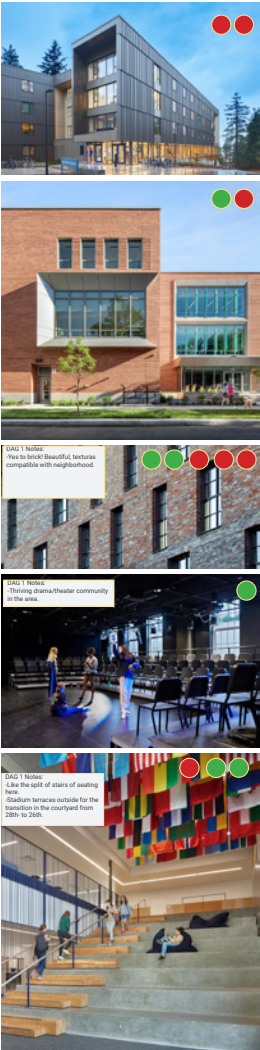 DAG 1 Notes:
-Yes to brick! Beautiful, texturas
compatible with neighborhood.
DAG 1 Notes:
-Thriving drama/theater community
in the area.
DAG 1 Notes:
-Like the split of stairs of seating
here.
-Stadium terraces outside for the
transition in the courtyard from
28th- to 26th.